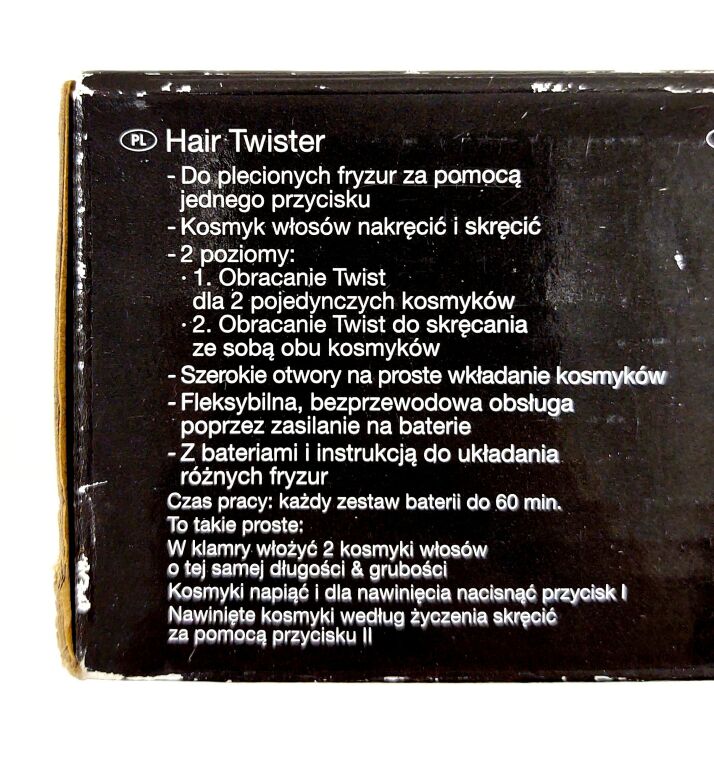 PL Hair Twister
- Do plecionych fryzur za pomocą
jednego przycisku
- Kosmyk włosów nakręcić i skręcić
- 2 poziomy:
· 1. Obracanie Twist
dla 2 pojedynczych kosmyków
· 2. Obracanie Twist do skręcania
ze sobą obu kosmyków
- Szerokie otwory na proste wkładanie kosmyków
- Fleksybilna, bezprzewodowa obsługa
poprzez zasilanie na baterie
- Z bateriami i instrukcją do układania
różnych fryzur
Czas pracy: każdy zestaw baterii do 60 min.
To takie proste:
W klamry włożyć 2 kosmyki włosów
o tej samej długości & grubości
Kosmyki napiąć i dla nawinięcia nacisnąć przycisk I
Nawinięte kosmyki według życzenia skręcić
za pomocą przycisku II